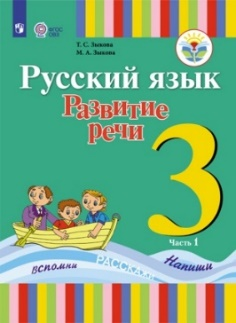 Т. С. Зыкова
М. А. Зыкова
Русский язык
Развитие речи
3
Часть 1
вспомни
РАССКАЖИ
Напиши